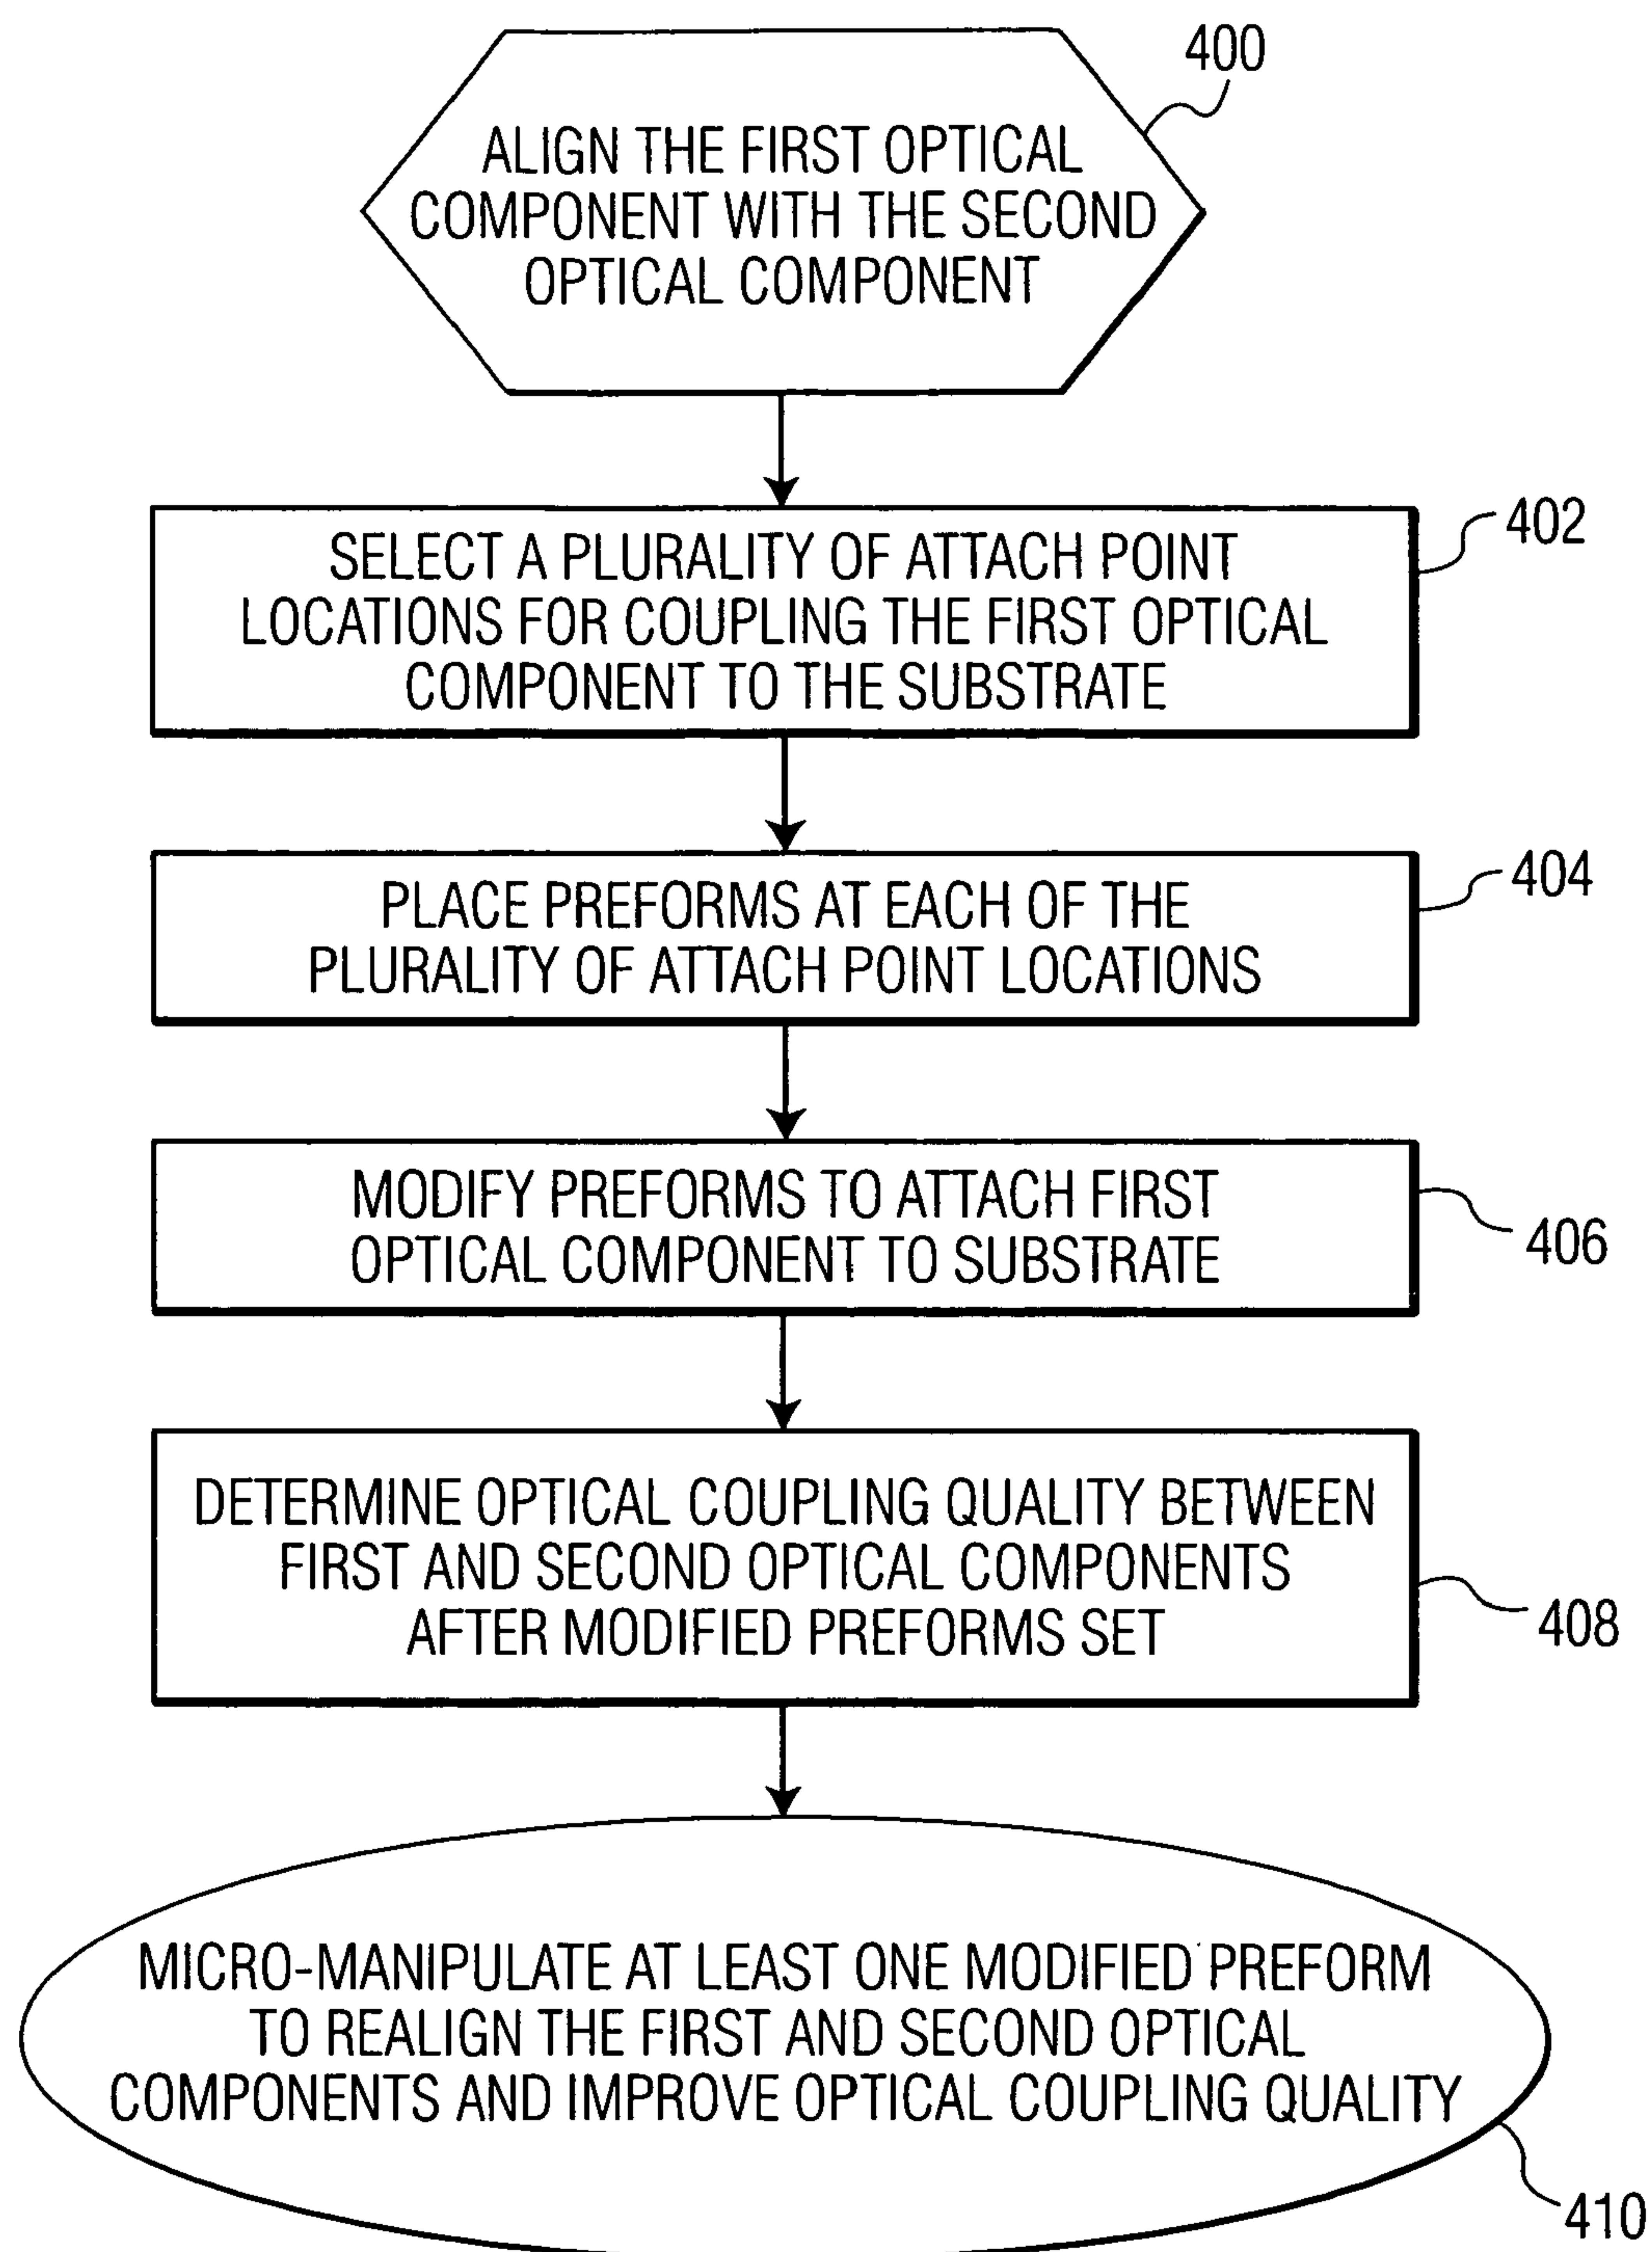 400
ALIGN THE FIRST OPTICAL
COMPONENT WITH THE SECOND
OPTICAL COMPONENT
402
SELECT A PLURALITY OF ATTACH POINT
LOCATIONS FOR COUPLING THE FIRST OPTICAL
COMPONENT TO THE SUBSTRATE
404
PLACE PREFORMS AT EACH OF THE
PLURALITY OF ATTACH POINT LOCATIONS
MODIFY PREFORMS TO ATTACH FIRST
OPTICAL COMPONENT TO SUBSTRATE
406
DETERMINE OPTICAL COUPLING QUALITY BETWEEN
FIRST AND SECOND OPTICAL COMPONENTS
AFTER MODIFIED PREFORMS SET
408
MICRO-MANIPULATE AT LEAST ONE MODIFIED PREFORM
TO REALIGN THE FIRST AND SECOND OPTICAL
COMPONENTS AND IMPROVE OPTICAL COUPLING QUALITY
410